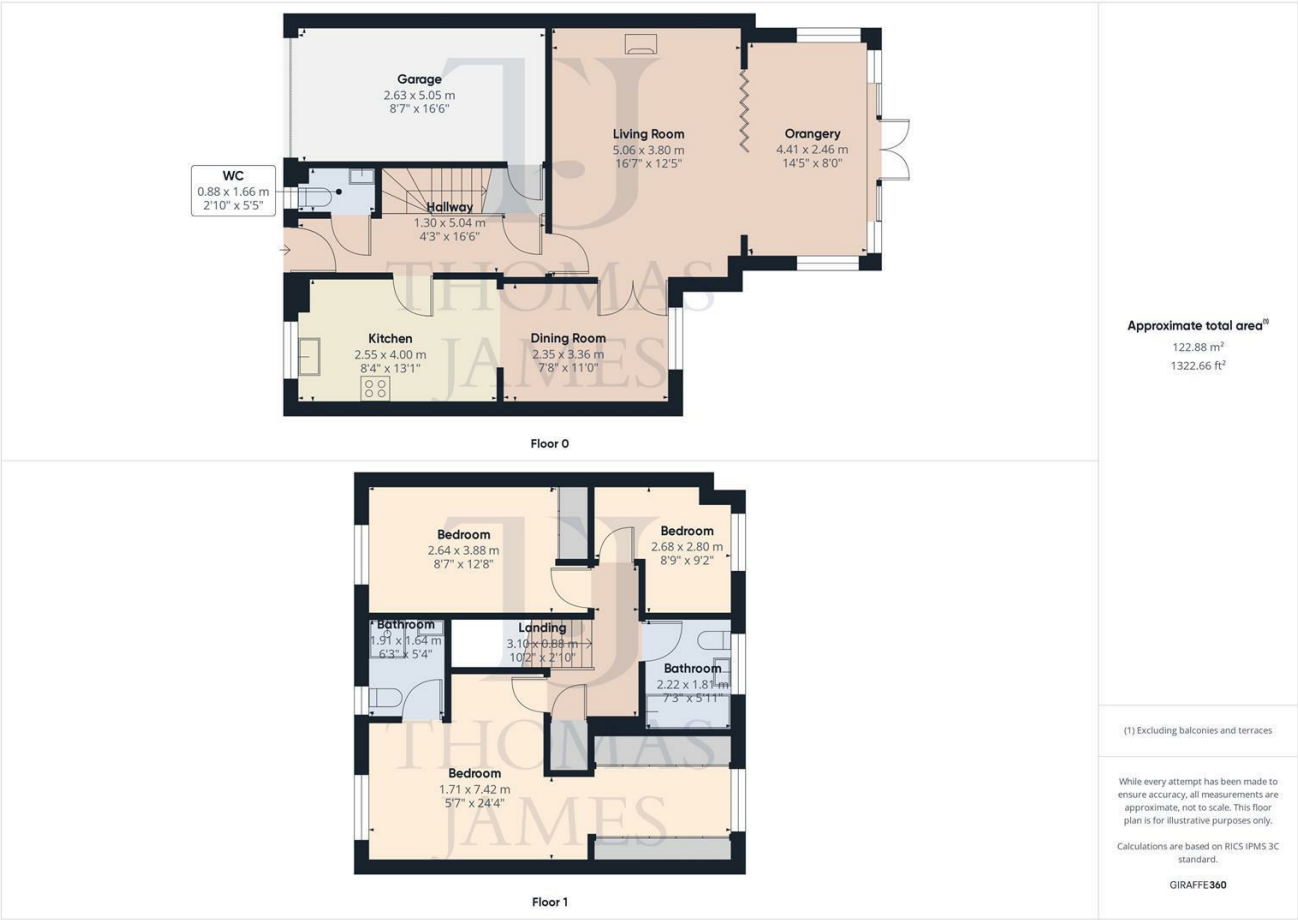 Garage
2.63 x 5.05 m
8'7" x 16'6"
WC
0.88 x 1.66 m
2'10" x 5'5"
Hallway
1.30 x 5.04 m
4'3" x 16'6"
Living Room
5.06 x 3.80 m
16'7" x 12'5"
Orangery
4.41 x 2.46 m
14'5" x 8'0"
Kitchen
2.55 x 4.00 m
8'4" x 13'1"
Dining Room
2.35 x 3.36 m
7'8" x 11'0"
TJ
THOMAS
JAMES
Floor 0
Bedroom
2.64 x 3.88 m
8'7" x 12'8"
Bedroom
2.68 x 2.80 m
8'9" x 9'2"
Bathroom
1.91 x 1.64 m
6'3" x 5'4"
Landing
3.10 x 0.88 m
10'2" x 2'10"
Bathroom
2.22 x 1.81 m
7'3" x 5'11"
Bedroom
1.71 x 7.42 m
5'7" x 24'4"
TJ
THOMAS
JAMES
Floor 1
Approximate total area(1)
122.88 m²
1322.66 ft²
(1) Excluding balconies and terraces
While every attempt has been made to
ensure accuracy, all measurements are
approximate, not to scale. This floor
plan is for illustrative purposes only.
Calculations are based on RICS IPMS 3C
standard.
GIRAFFE360